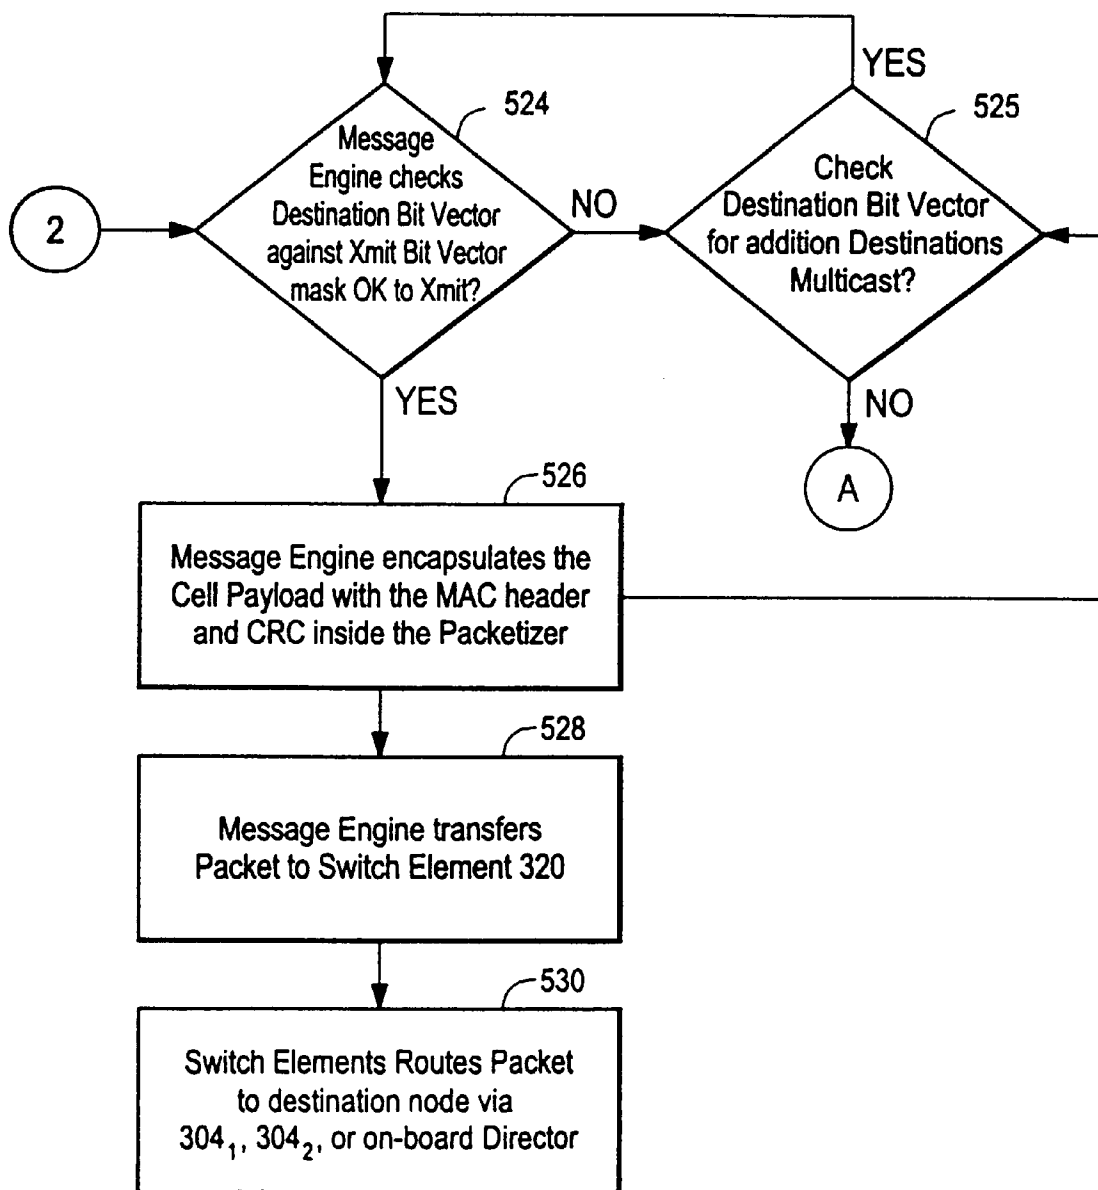 YES
524
525
Message
Engine checks
Destination Bit Vector
against Xmit Bit Vector
mask OK to Xmit?
Check
Destination Bit Vector
for addition Destinations
Multicast?
2
NO
YES
NO
A
526
Message Engine encapsulates the
Cell Payload with the MAC header
and CRC inside the Packetizer
528
Message Engine transfers
Packet to Switch Element 320
530
Switch Elements Routes Packet
to destination node via
304₁, 304₂, or on-board Director